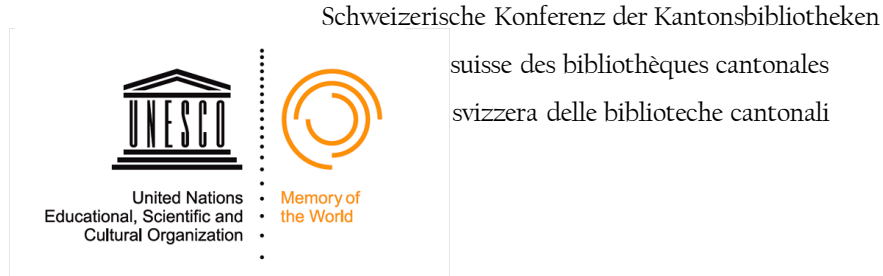 Schweizerische Konferenz der Kantonsbibliotheken
suisse des bibliothèques cantonales
svizzera delle biblioteche cantonali
UNESCO
United Nations
Educational, Scientific and
Cultural Organization
Memory of
the World